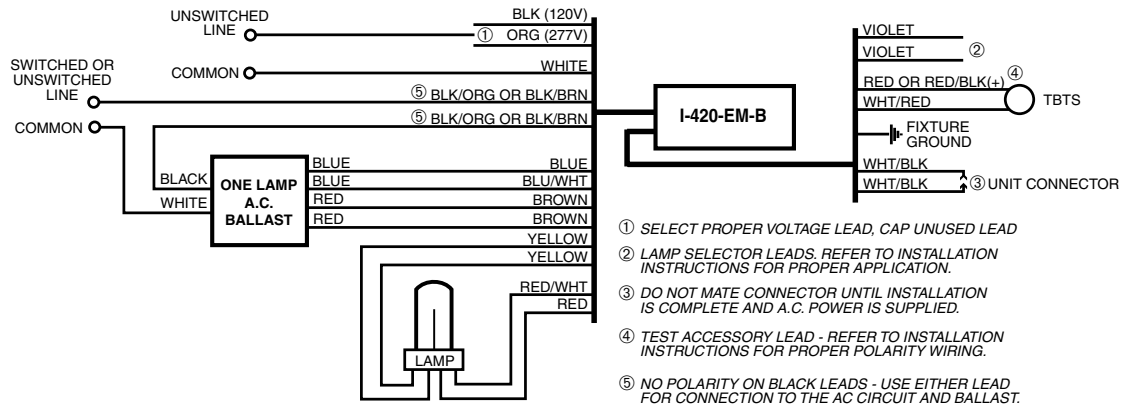 UNSWITCHED
LINE
BLK (120V)
① ORG (277V)
COMMON
WHITE
SWITCHED OR
UNSWITCHED
LINE
⑤ BLK/ORG OR BLK/BRN
COMMON
⑤ BLK/ORG OR BLK/BRN
BLACK
WHITE
ONE LAMP
A.C.
BALLAST
BLUE
BLUE
BLUE
BLU/WHT
RED
BROWN
RED
BROWN
YELLOW
YELLOW
RED/WHT
RED
LAMP
I-420-EM-B
VIOLET
VIOLET
②
RED OR RED/BLK(+) ④
WHT/RED
TBTS
FIXTURE
GROUND
WHT/BLK
WHT/BLK
③ UNIT CONNECTOR
① SELECT PROPER VOLTAGE LEAD, CAP UNUSED LEAD
② LAMP SELECTOR LEADS. REFER TO INSTALLATION
INSTRUCTIONS FOR PROPER APPLICATION.
③ DO NOT MATE CONNECTOR UNTIL INSTALLATION
IS COMPLETE AND A.C. POWER IS SUPPLIED.
④ TEST ACCESSORY LEAD - REFER TO INSTALLATION
INSTRUCTIONS FOR PROPER POLARITY WIRING.
⑤ NO POLARITY ON BLACK LEADS - USE EITHER LEAD
FOR CONNECTION TO THE AC CIRCUIT AND BALLAST.